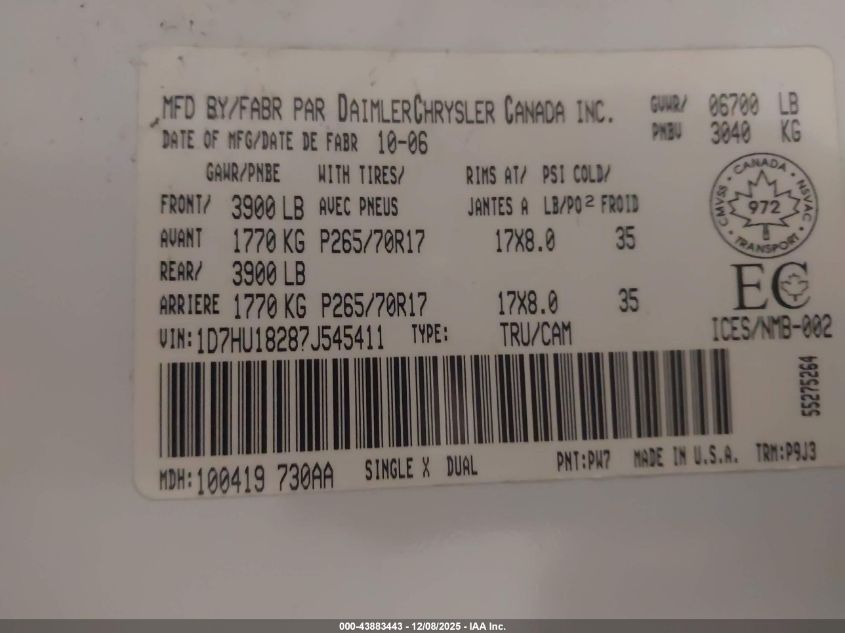 MFD BY/FABR PAR DAIMLERCHRYSLER CANADA INC. GVWR/ 06700 LB
PNBV 3040 KG
DATE OF MFG/DATE DE FABR 10-06
GAWR/PNBE WITH TIRES/ RIMS AT/ PSI COLD/
FRONT/ 3900 LB AVEC PNEUS JANTES A LB/PO² FROID
AVANT 1770 KG P265/70R17 17X8.0 35
REAR/ 3900 LB
ARRIERE 1770 KG P265/70R17 17X8.0 35
VIN: 1D7HU18287J545411 TYPE: TRU/CAM
CANADA
CMVSS NSVAC
972
TRANSPORT
EC
ICES/NMB-002
55275264
MDH: 100419 730AA SINGLE X DUAL PNT:PW7 MADE IN U.S.A. TRM:P9J3
000-43883443 - 12/08/2025 - IAA Inc.